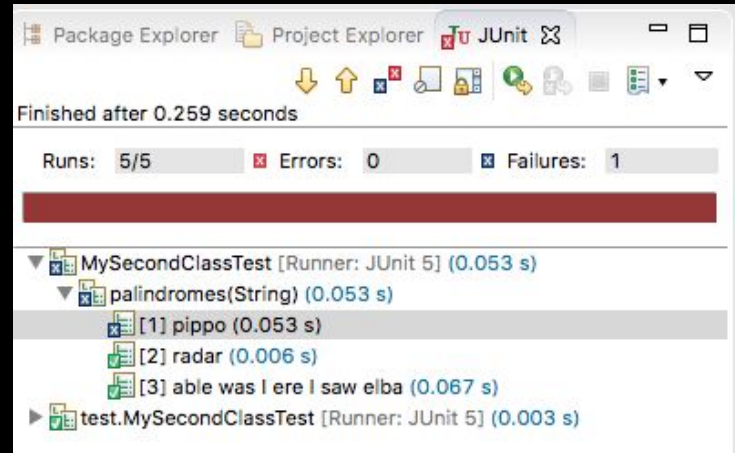 Package Explorer Project Explorer JUnit
Finished after 0.259 seconds
Runs: 5/5 Errors: 0 Failures: 1
MySecondClassTest [Runner: JUnit 5] (0.053 s)
palindromes(String) (0.053 s)
[1] pippo (0.053 s)
[2] radar (0.006 s)
[3] able was I ere I saw elba (0.067 s)
test.MySecondClassTest [Runner: JUnit 5] (0.003 s)